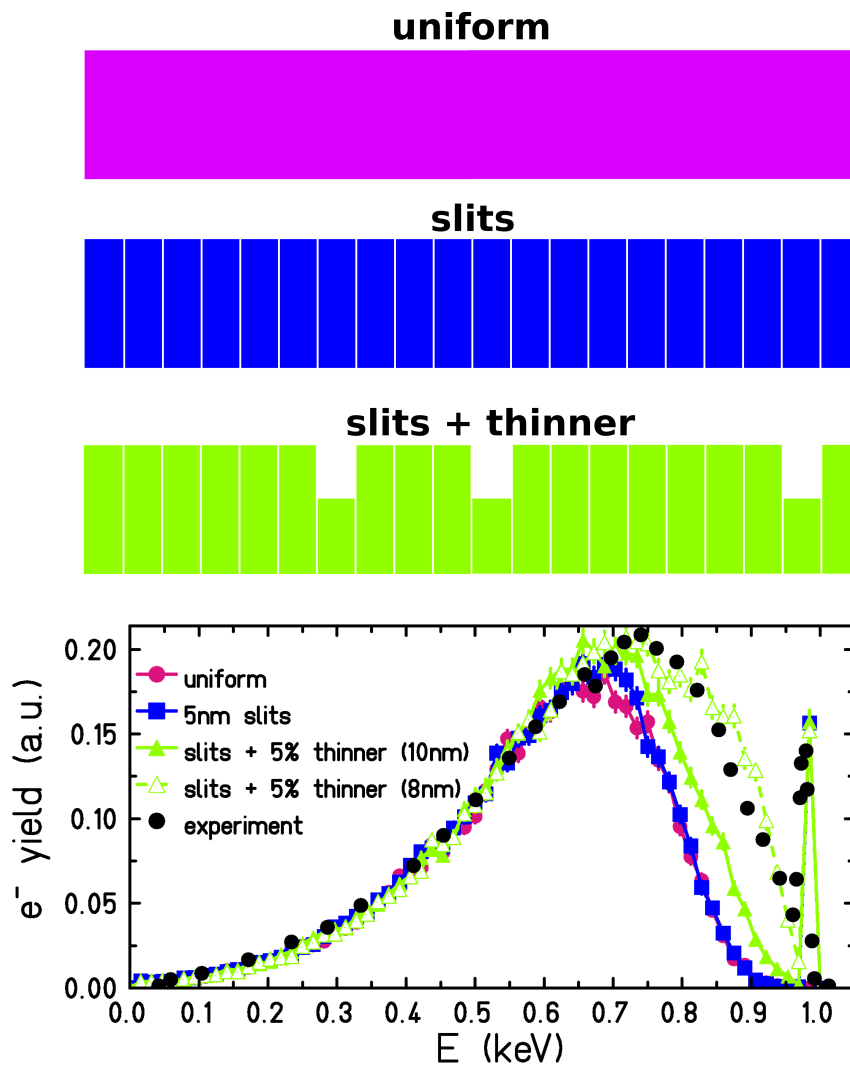 uniform
slits
slits + thinner
0.20
0.15
0.10
0.05
0.00
e⁻ yield (a.u.)
uniform
5nm slits
slits + 5% thinner (10nm)
slits + 5% thinner (8nm)
experiment
0.0 0.1 0.2 0.3 0.4 0.5 0.6 0.7 0.8 0.9 1.0
E (keV)